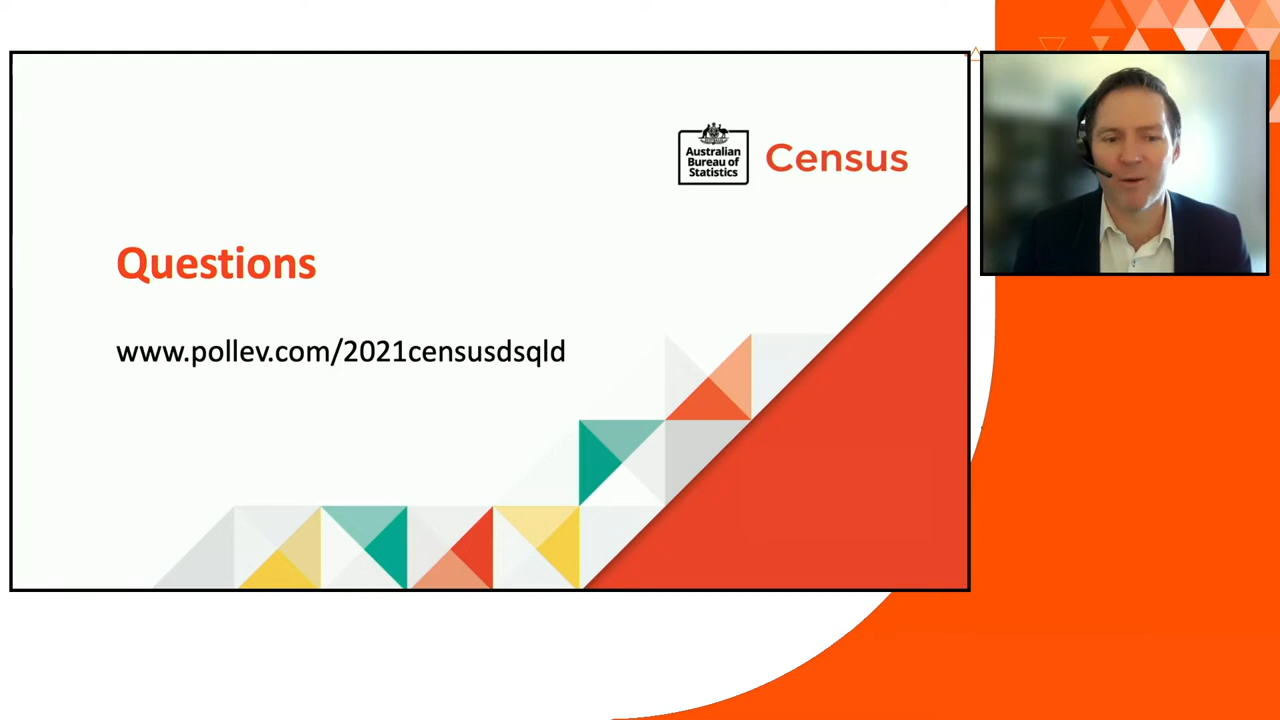 Australian
Bureau of
Statistics
Census
Questions
www.pollev.com/2021censusdsqld